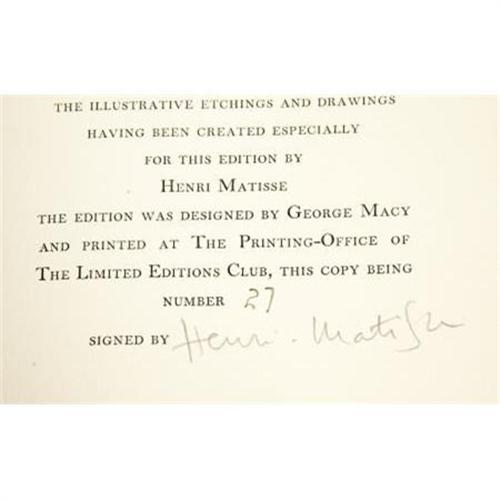 THE ILLUSTRATIVE ETCHINGS AND DRAWINGS
HAVING BEEN CREATED ESPECIALLY
FOR THIS EDITION BY
HENRI MATISSE
THE EDITION WAS DESIGNED BY GEORGE MACY
AND PRINTED AT THE PRINTING-OFFICE OF
THE LIMITED EDITIONS CLUB, THIS COPY BEING
NUMBER 27
SIGNED BY Henri-Matisse